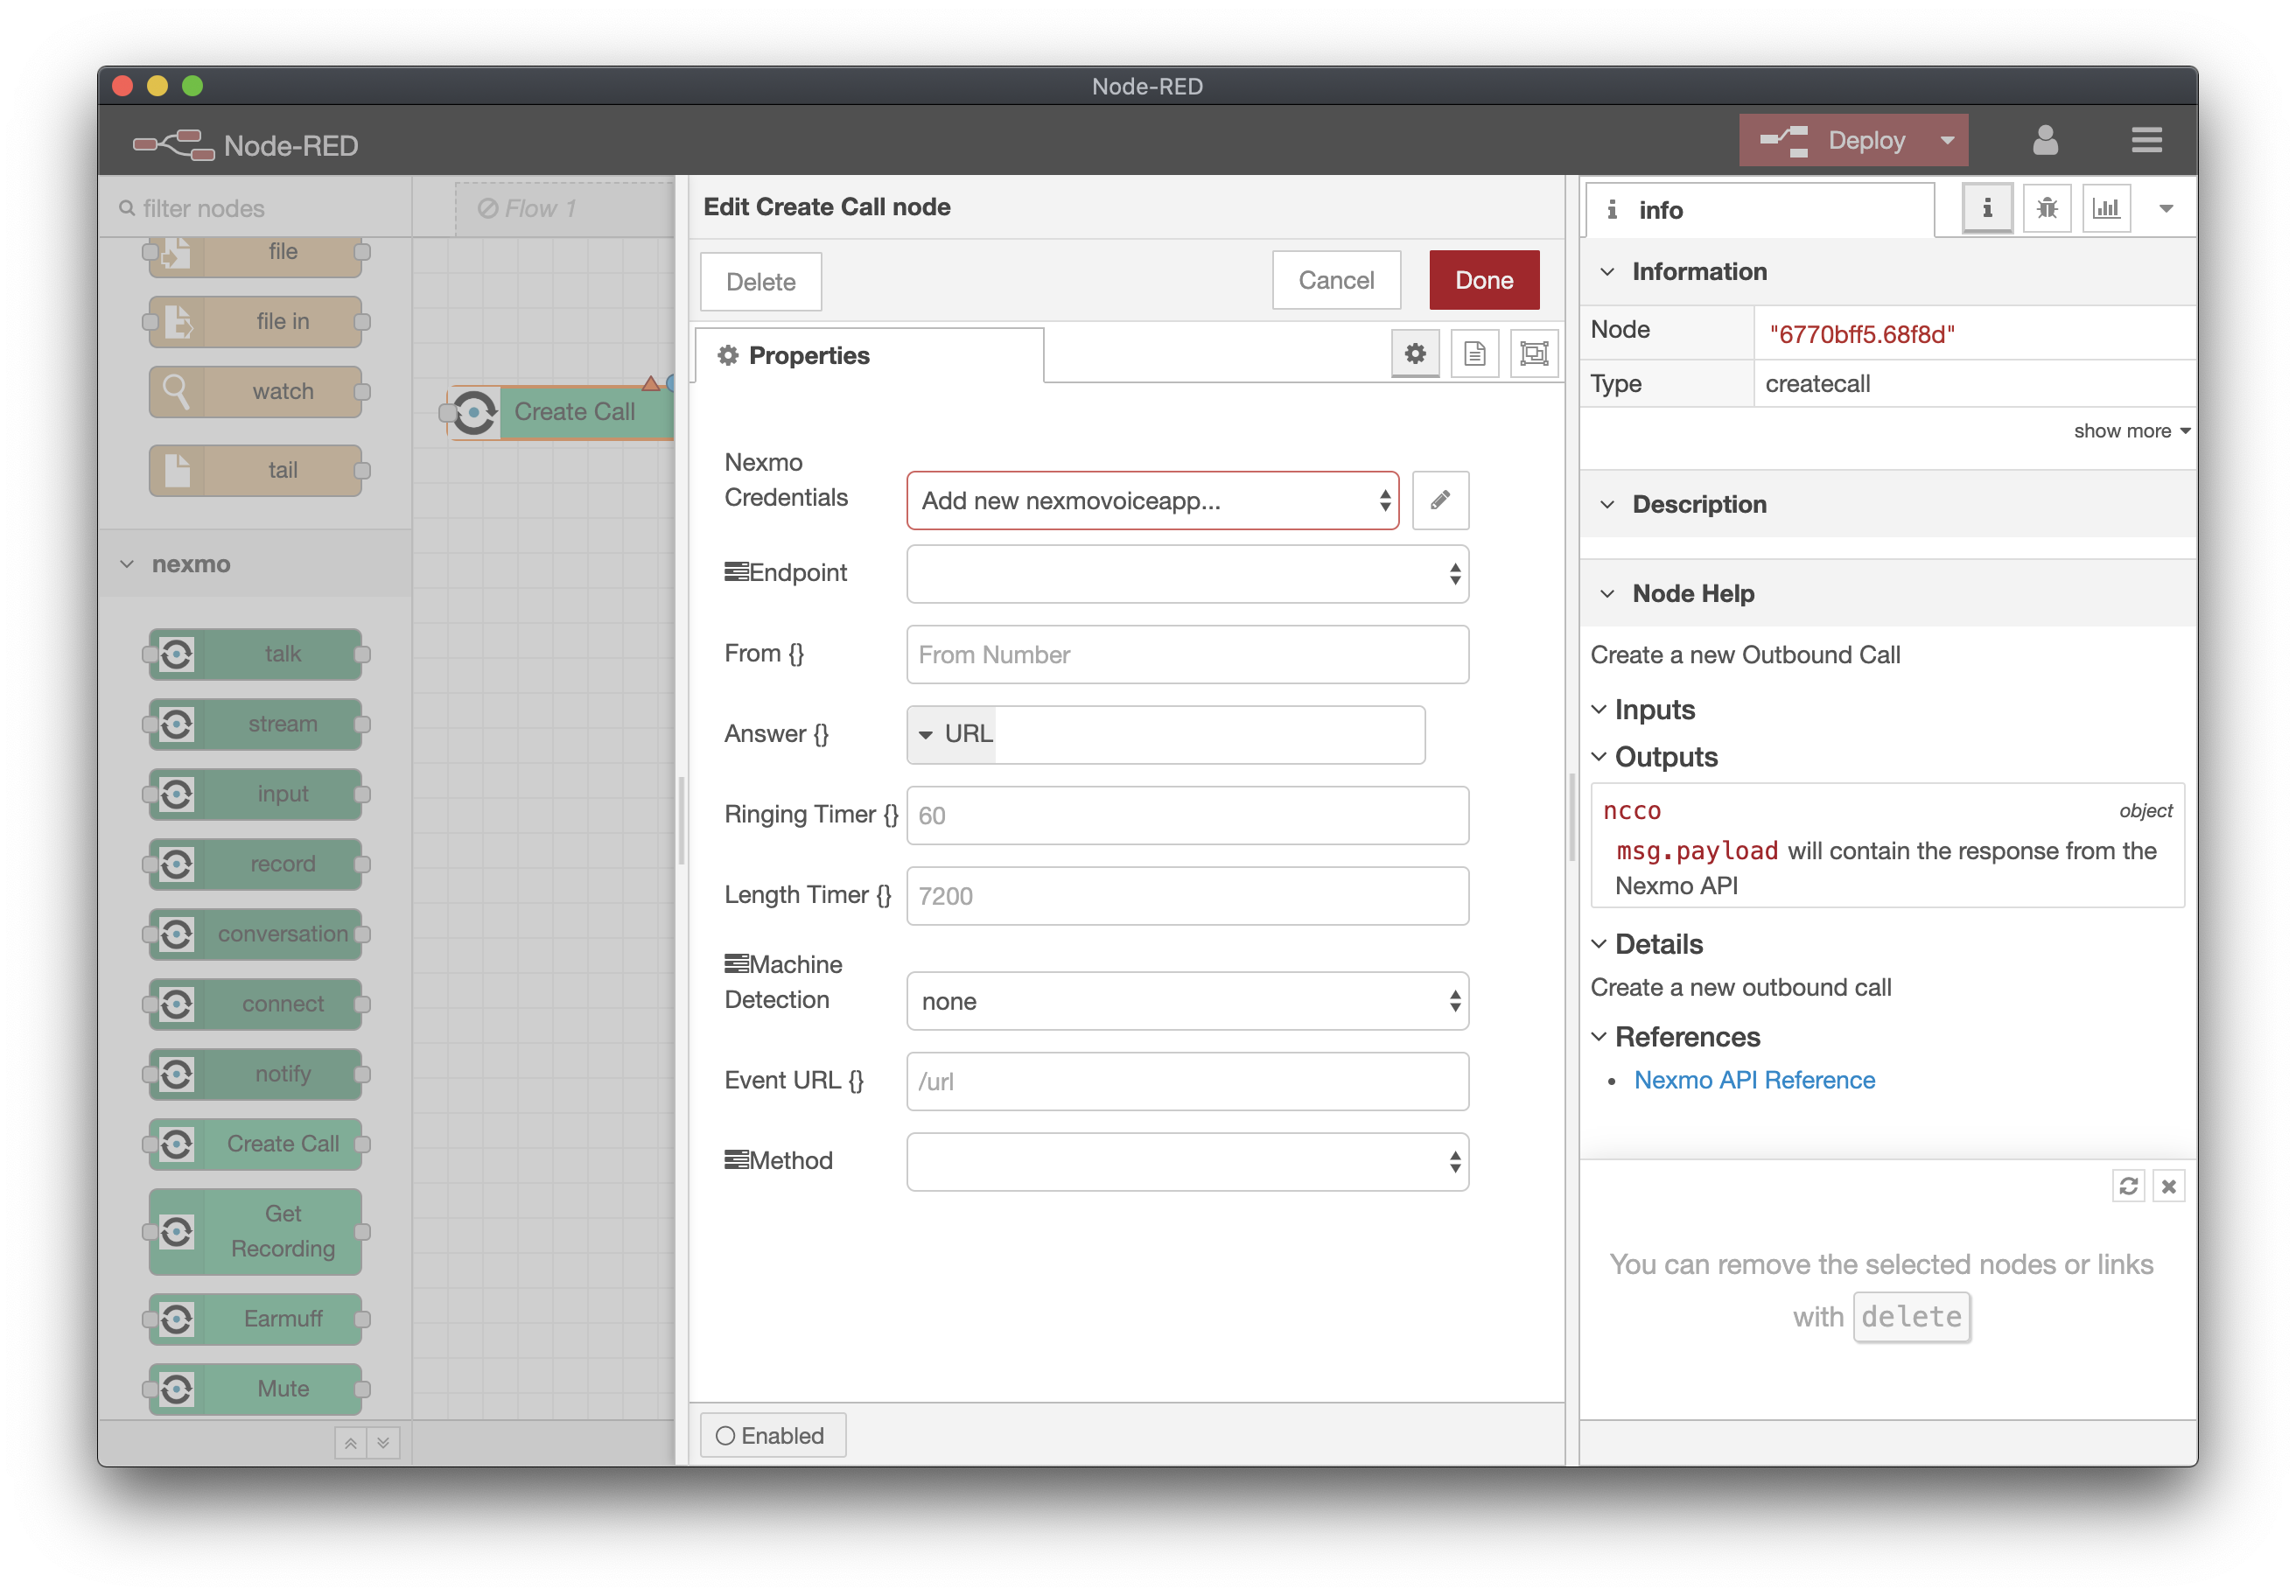 Node-RED
Node-RED
Deploy
filter nodes
file
file in
watch
tail
nexmo
talk
stream
input
record
conversation
connect
notify
Create Call
Get
Recording
Earmuff
Mute
Flow 1
Create Call
Edit Create Call node
Delete
Cancel
Done
Properties
Nexmo
Credentials
Add new nexmovoiceapp...
Endpoint
From {}
From Number
Answer {}
URL
Ringing Timer {}
60
Length Timer {}
7200
Machine
Detection
none
Event URL {}
/url
Method
Enabled
info
Information
Node
"6770bff5.68f8d"
Type
createcall
show more
Description
Node Help
Create a new Outbound Call
Inputs
Outputs
ncco
object
msg.payload will contain the response from the
Nexmo API
Details
Create a new outbound call
References
• Nexmo API Reference
You can remove the selected nodes or links
with delete